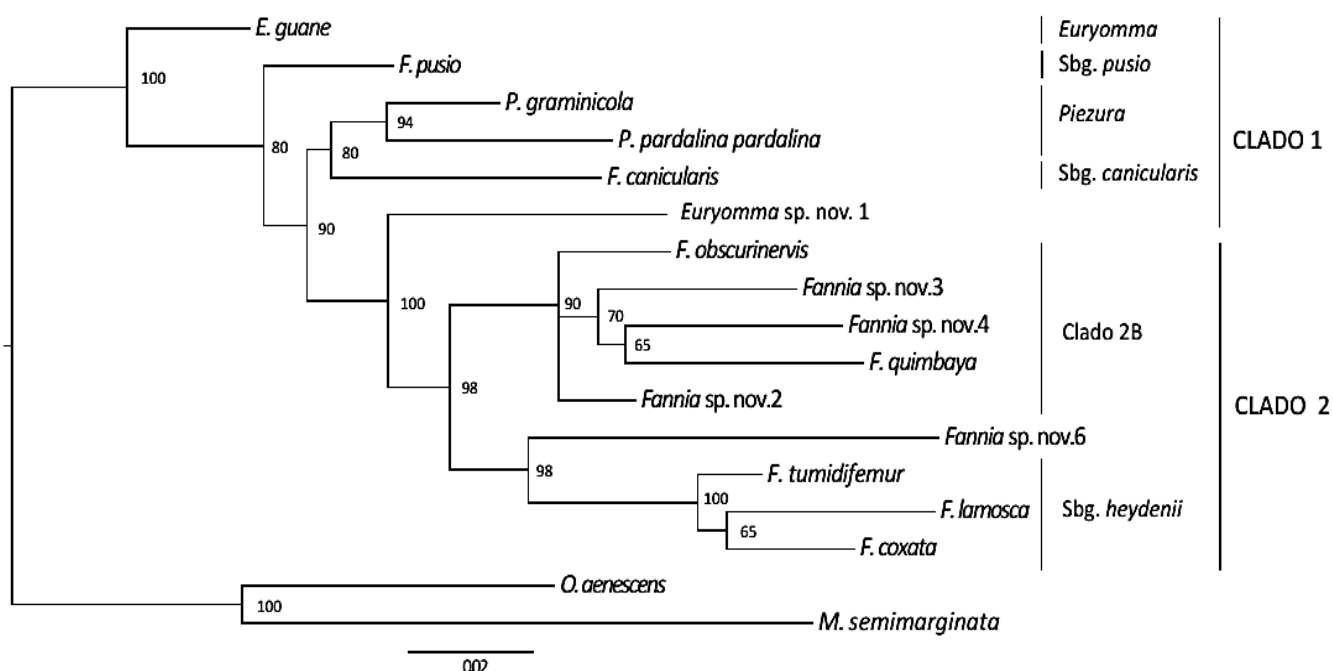 E. guane
Euryomma
100
F. pusio
Sbg. pusio
P. graminicola
94
Piezura
80
P. pardalina pardalina
80
CLADO 1
F. canicularis
Sbg. canicularis
Euryomma sp. nov. 1
90
F. obscurinervis
Fannia sp. nov.3
100
90
70
Fannia sp. nov.4
Clado 2B
65
F. quimbaya
98
Fannia sp. nov.2
CLADO 2
Fannia sp. nov.6
98
F. tumidifemur
100
F. lamosca
Sbg. heydenii
65
F. coxata
O. aenescens
100
M. semimarginata
002